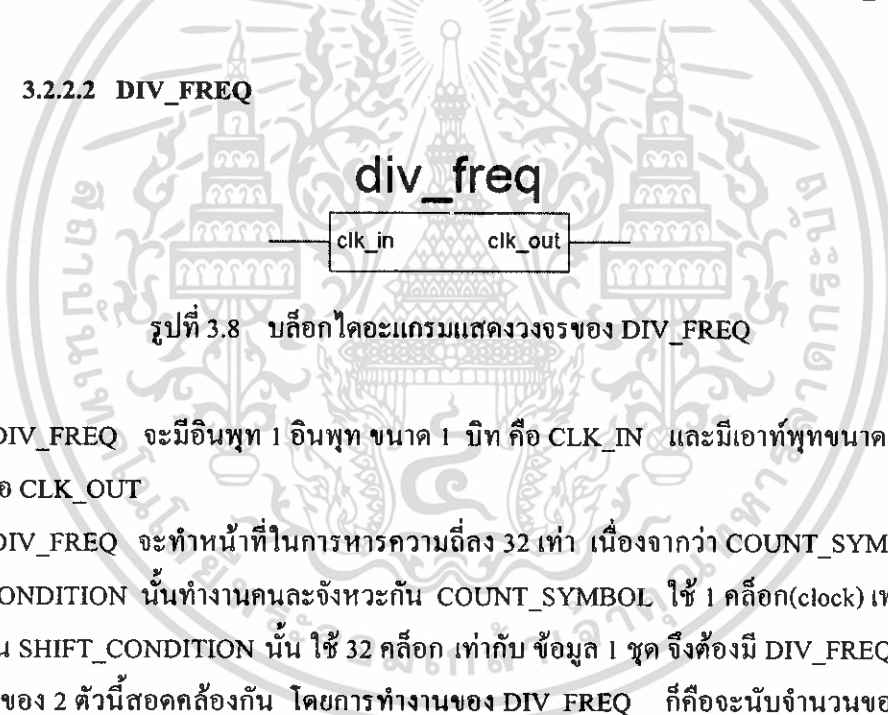 3.2.2.2 DIV_FREQ
div_freq
clk_in clk_out
รูปที่ 3.8 บล็อกไดอะแกรมแสดงวงจรของ DIV_FREQ
DIV_FREQ จะมีอินพุท 1 อินพุท ขนาด 1 บิท คือ CLK_IN และมีเอาท์พุทขนาด
อ CLK_OUT
DIV_FREQ จะทำหน้าที่ในการหารความถี่ลง 32 เท่า เนื่องจากว่า COUNT_SYM
ONDITION นั้นทำงานคนละจังหวะกัน COUNT_SYMBOL ใช้ 1 คล็อก(clock) เท
น SHIFT_CONDITION นั้น ใช้ 32 คล็อก เท่ากับ ข้อมูล 1 ชุด จึงต้องมี DIV_FREQ
ของ 2 ตัวนี้สอดคล้องกัน โดยการทำงานของ DIV_FREQ ก็คือจะนับจำนวนขอ